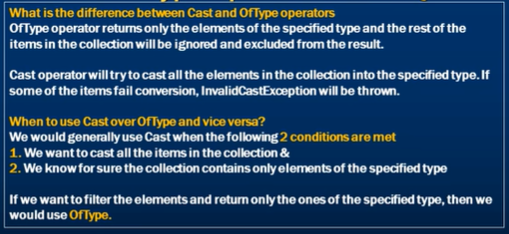 What is the difference between Cast and OfType operators
OfType operator returns only the elements of the specified type and the rest of the
items in the collection will be ignored and excluded from the result.
Cast operator will try to cast all the elements in the collection into the specified type. If
some of the items fail conversion, InvalidCastException will be thrown.
When to use Cast over OfType and vice versa?
We would generally use Cast when the following 2 conditions are met
1. We want to cast all the items in the collection &
2. We know for sure the collection contains only elements of the specified type
If we want to filter the elements and return only the ones of the specified type, then we
would use OfType.